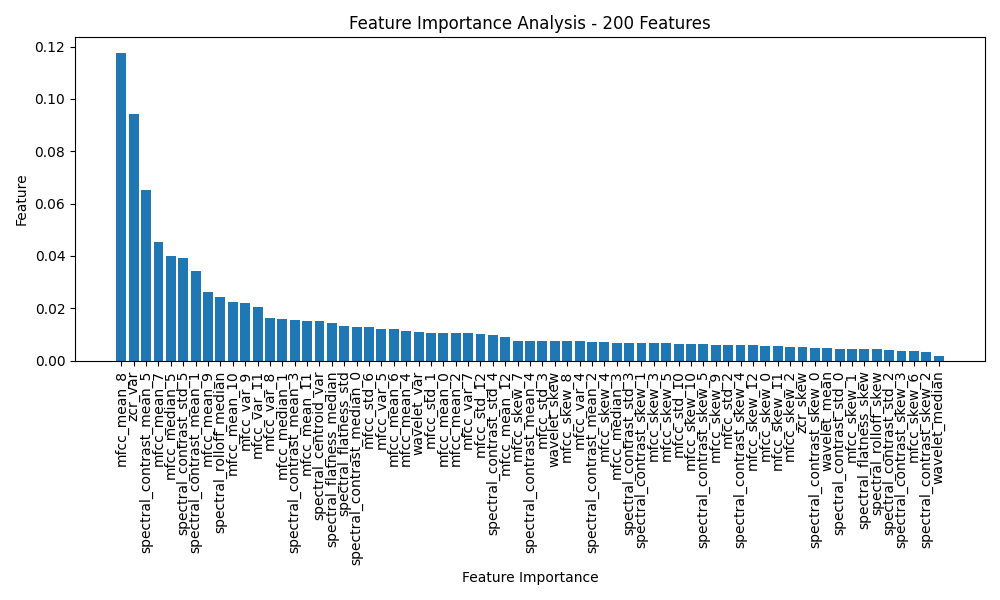 Feature Importance Analysis - 200 Features
0.12
0.10
0.08
0.06
0.04
0.02
0.00
Feature
mfcc_mean_8
zcr_var
spectral_contrast_mean_5
mfcc_mean_7
mfcc_median_5
spectral_contrast_std_5
spectral_contrast_mean_1
mfcc_mean_9
spectral_rolloff_median
mfcc_mean_10
mfcc_var_9
mfcc_var_11
mfcc_var_8
mfcc_median_1
spectral_contrast_mean_3
mfcc_mean_11
spectral_centroid_var
spectral_flatness_median
spectral_flatness_std
spectral_contrast_median_0
mfcc_std_6
mfcc_var_5
mfcc_mean_6
mfcc_mean_4
wavelet_var
mfcc_std_1
mfcc_mean_0
mfcc_mean_2
mfcc_var_7
mfcc_std_12
spectral_contrast_std_4
mfcc_mean_12
mfcc_skew_7
spectral_contrast_mean_4
mfcc_std_3
wavelet_skew
mfcc_skew_8
mfcc_var_4
spectral_contrast_mean_2
mfcc_skew_4
mfcc_median_3
spectral_contrast_std_3
spectral_contrast_skew_1
mfcc_skew_3
mfcc_skew_5
mfcc_std_10
mfcc_skew_10
spectral_contrast_skew_5
mfcc_skew_9
mfcc_std_2
spectral_contrast_skew_4
mfcc_skew_12
mfcc_skew_0
mfcc_skew_11
mfcc_skew_2
zcr_skew
spectral_contrast_skew_0
wavelet_mean
spectral_contrast_std_0
mfcc_skew_1
spectral_flatness_skew
spectral_rolloff_skew
spectral_contrast_std_2
spectral_contrast_skew_3
mfcc_skew_6
spectral_contrast_skew_2
wavelet_median
Feature Importance